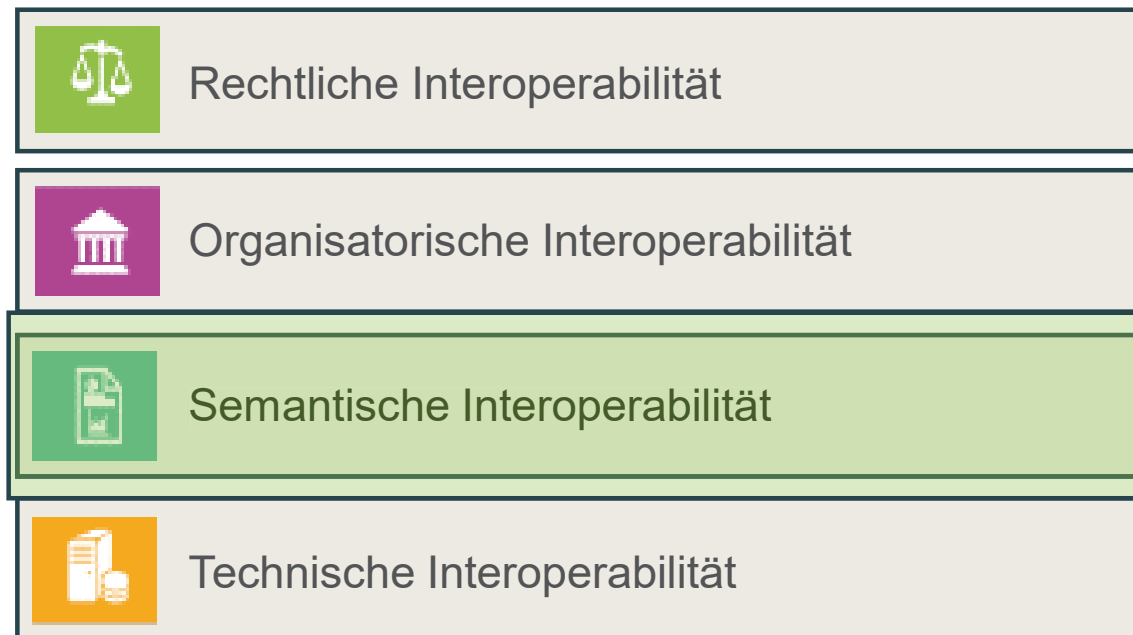 Rechtliche Interoperabilität
Organisatorische Interoperabilität
Semantische Interoperabilität
Technische Interoperabilität